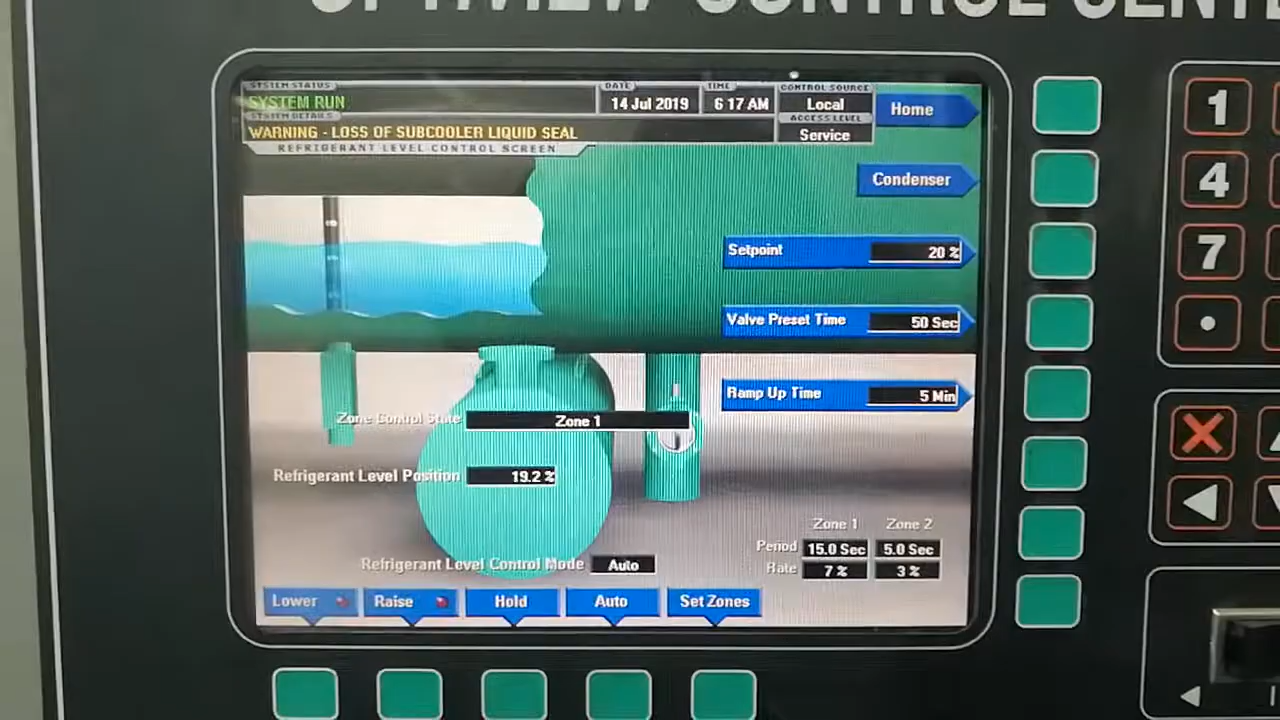 OPTIVIEW CONTROL CENTE
SYSTEM STATUS
SYSTEM RUN
DATE
14 Jul 2019
TIME
6:17 AM
CONTROL SOURCE
Local
SYSTEM DETAILS
WARNING - LOSS OF SUBCOOLER LIQUID SEAL
ACCESS LEVEL
Service
Home
REFRIGERANT LEVEL CONTROL SCREEN
Condenser
Setpoint 20 %
Valve Preset Time 50 Sec
Ramp Up Time 5 Min
Zone Control State Zone 1
Refrigerant Level Position 19.2 %
Zone 1 Zone 2
Period 15.0 Sec 5.0 Sec
Rate 7 % 3 %
Refrigerant Level Control Mode Auto
Lower Raise Hold Auto Set Zones
1
4
7